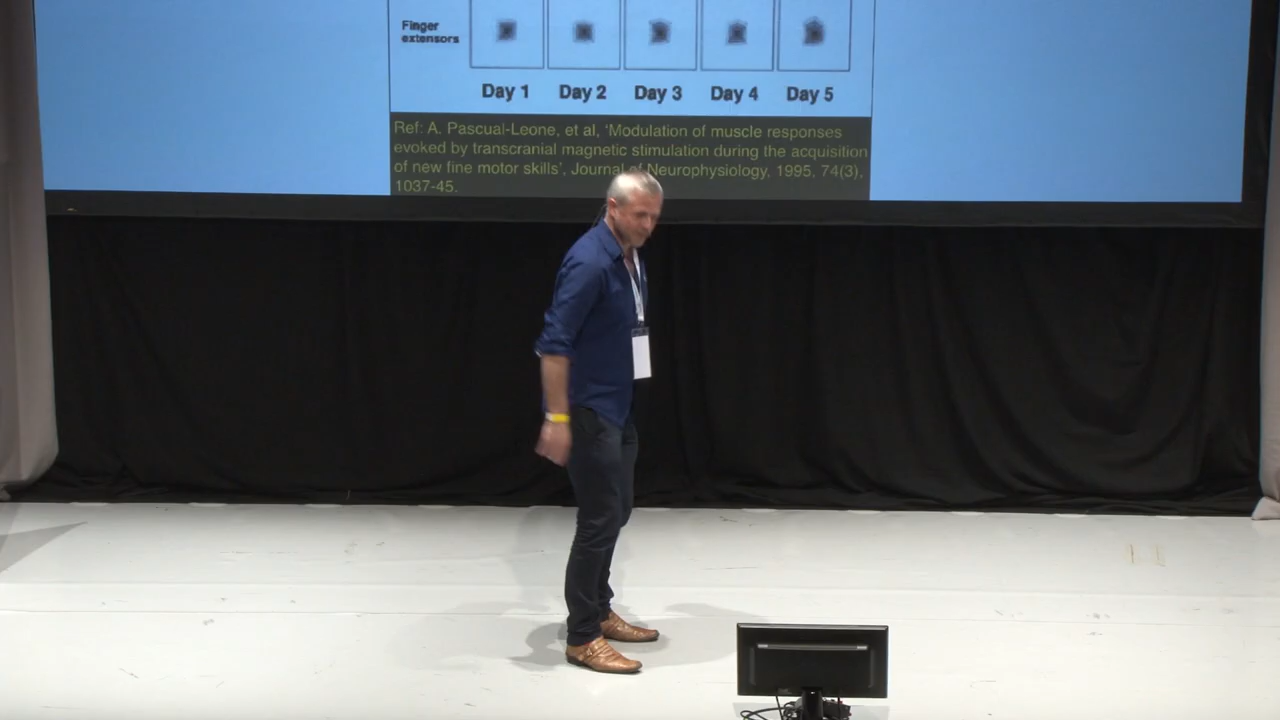 Finger
extensors
Day 1 Day 2 Day 3 Day 4 Day 5
Ref: A. Pascual-Leone, et al, ‘Modulation of muscle responses
evoked by transcranial magnetic stimulation during the acquisition
of new fine motor skills’, Journal of Neurophysiology, 1995, 74(3),
1037-45.